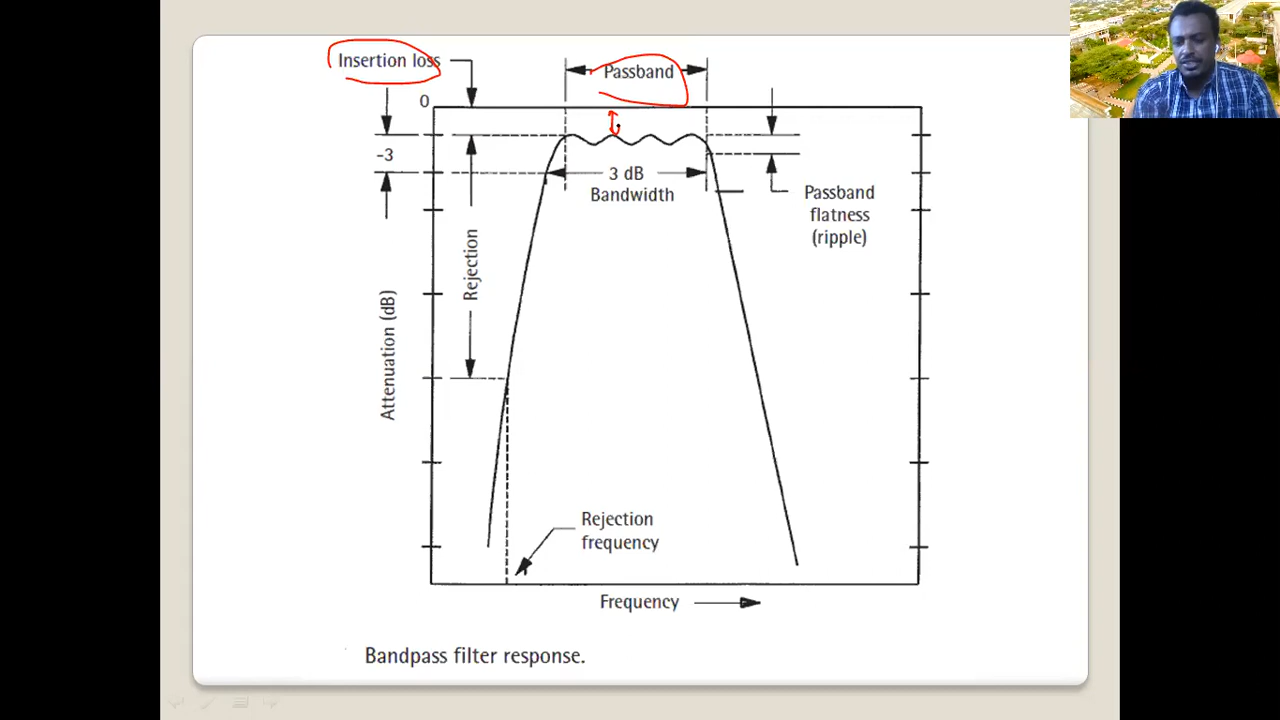 Insertion loss
Passband
0
-3
3 dB
Bandwidth
Passband
flatness
(ripple)
Rejection
Attenuation (dB)
Rejection
frequency
Frequency
Bandpass filter response.